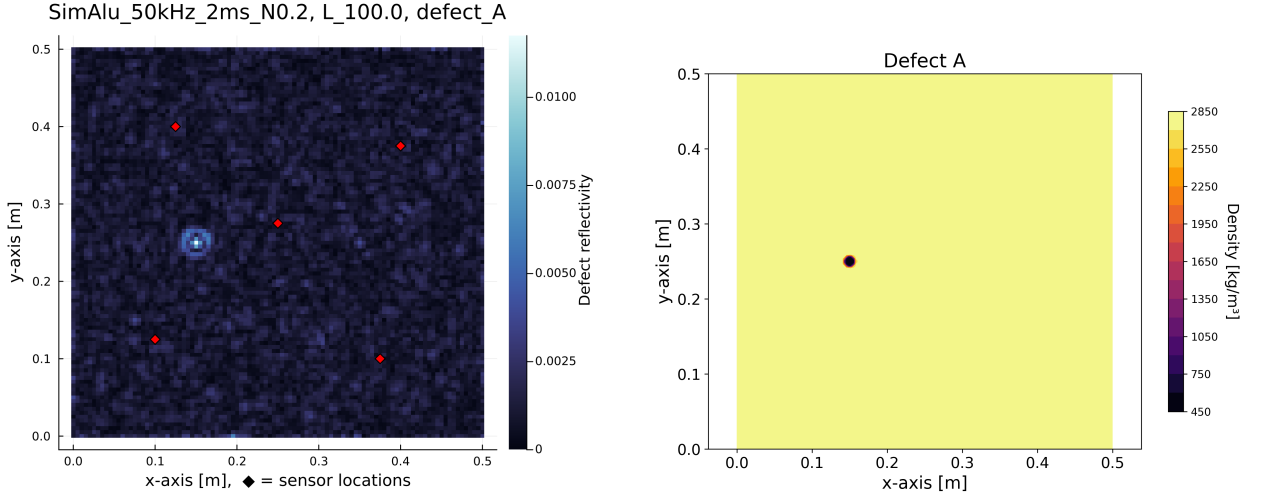 SimAlu_50kHz_2ms_N0.2, L_100.0, defect_A
0.5
0.4
0.3
0.2
0.1
0.0
y-axis [m]
0.0 0.1 0.2 0.3 0.4 0.5
x-axis [m], ◆ = sensor locations
0.0100
0.0075
0.0050
0.0025
0
Defect reflectivity
Defect A
0.5
0.4
0.3
0.2
0.1
0.0
y-axis [m]
0.0 0.1 0.2 0.3 0.4 0.5
x-axis [m]
2850
2550
2250
1950
1650
1350
1050
750
450
Density [kg/m³]